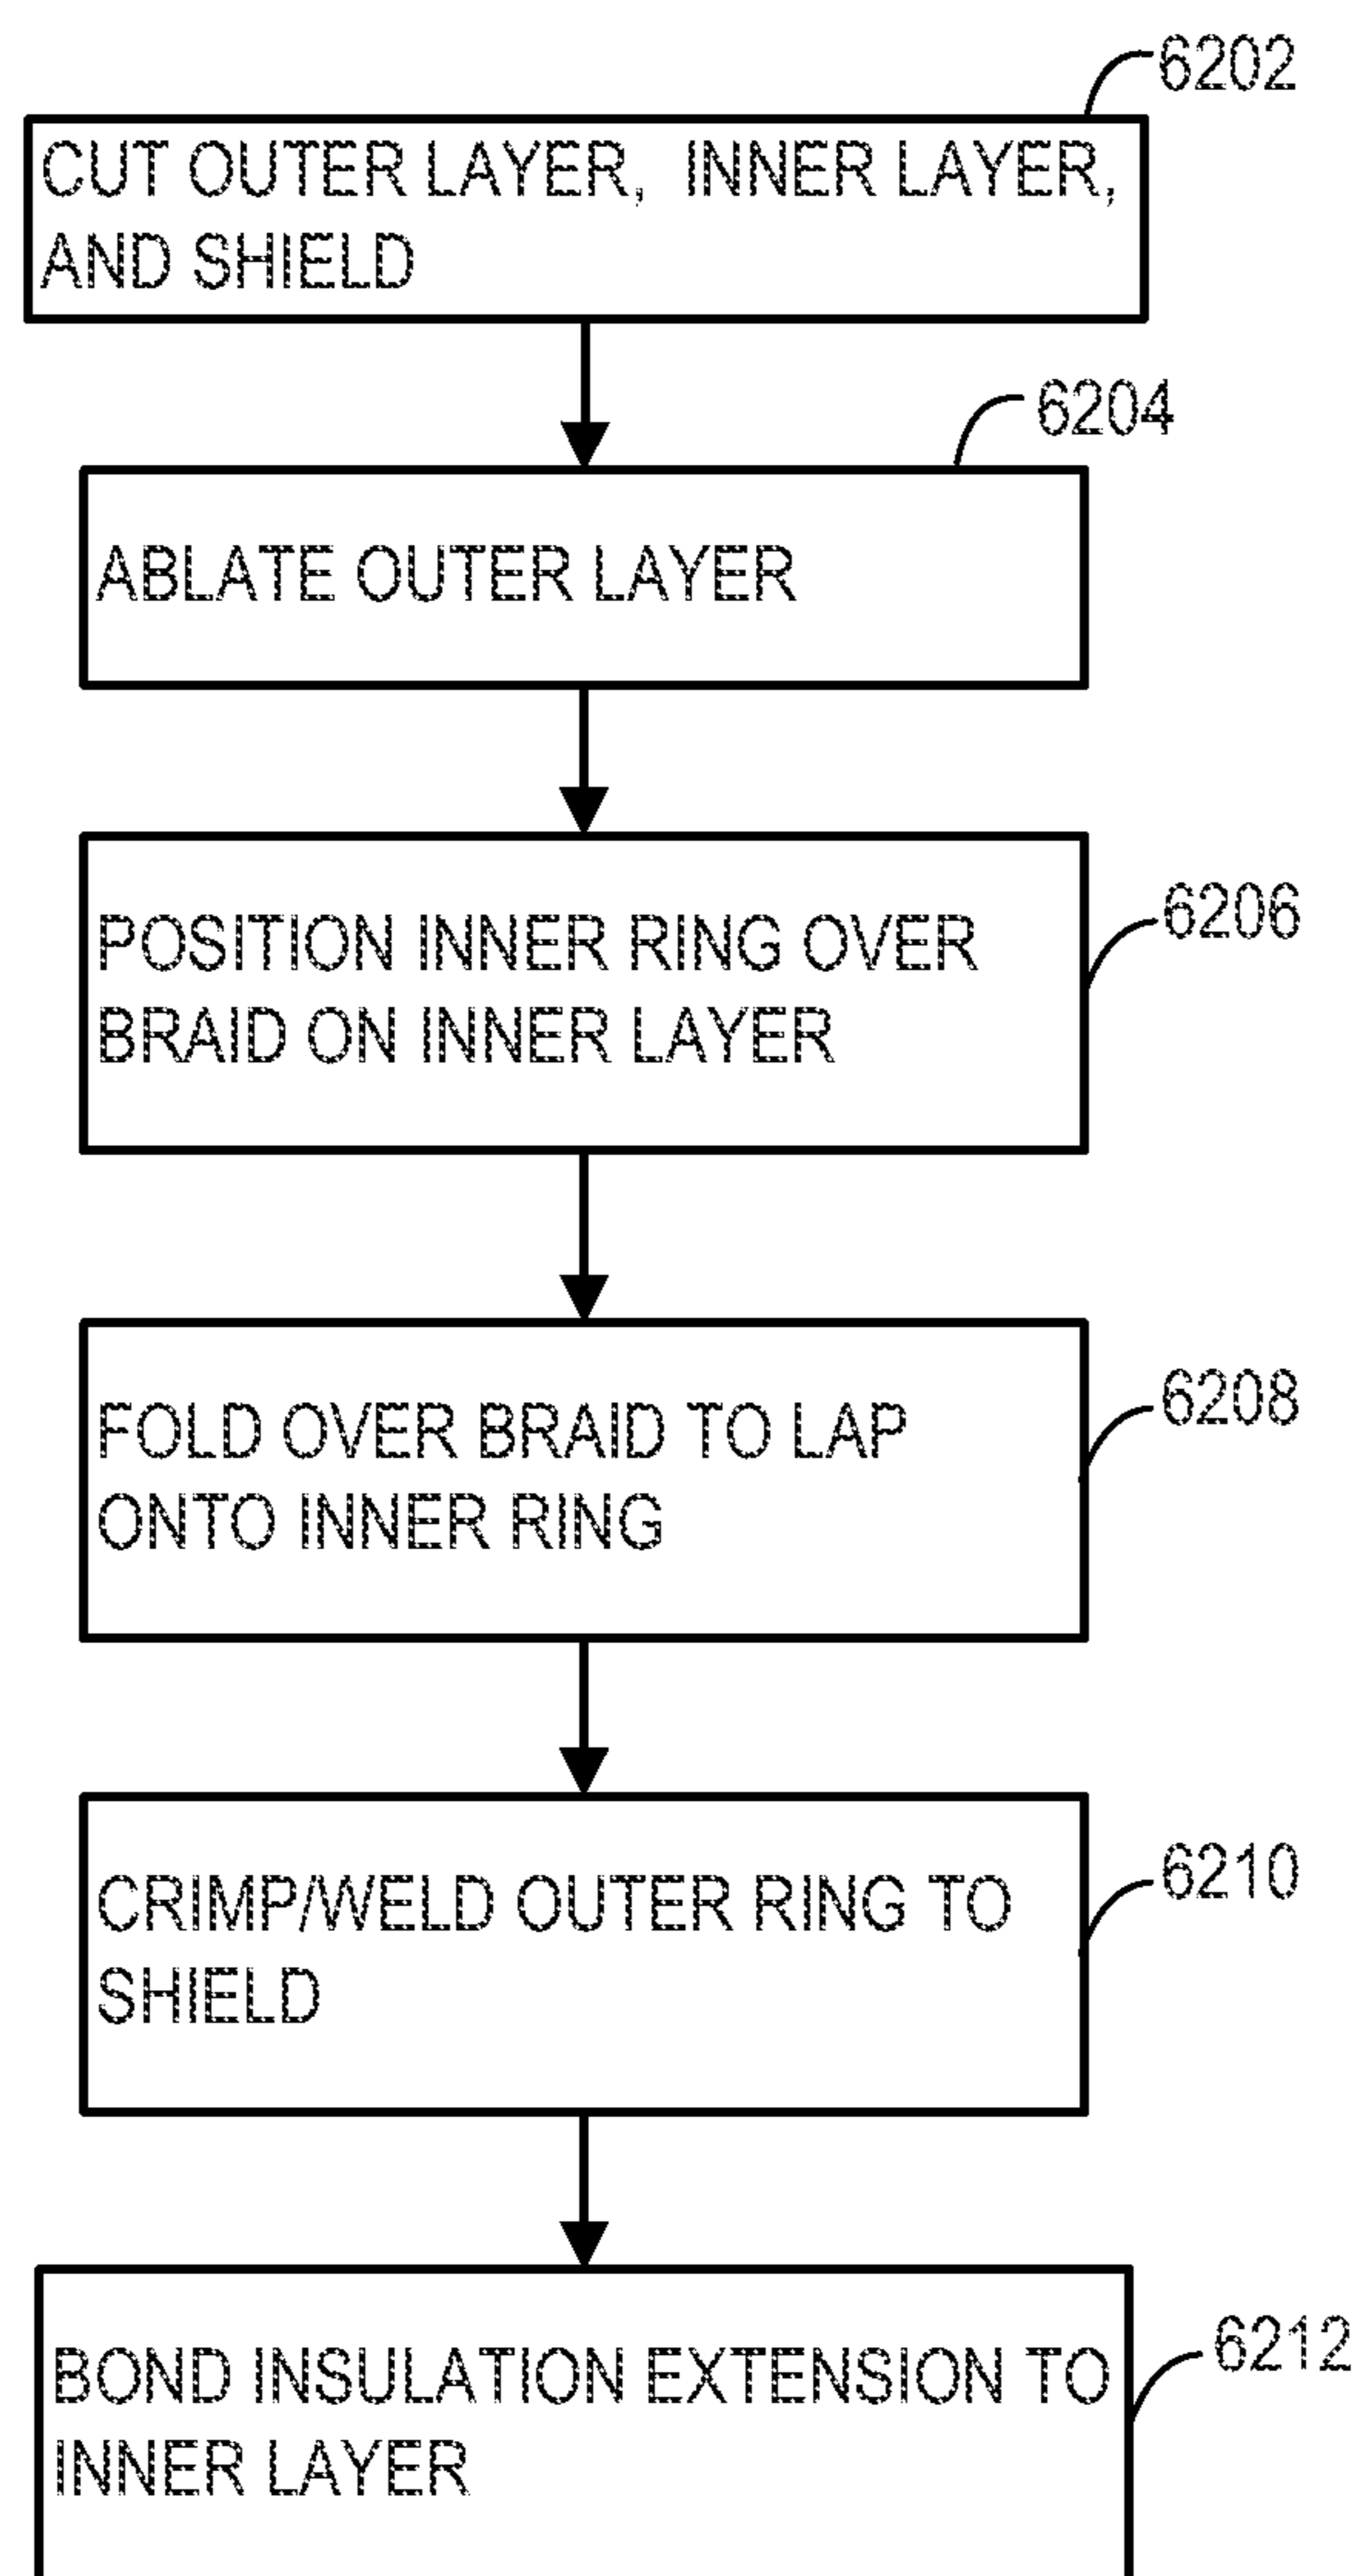 6202
CUT OUTER LAYER, INNER LAYER,
AND SHIELD
6204
ABLATE OUTER LAYER
POSITION INNER RING OVER
BRAID ON INNER LAYER
6206
FOLD OVER BRAID TO LAP
ONTO INNER RING
6208
CRIMP/WELD OUTER RING TO
SHIELD
6210
BOND INSULATION EXTENSION TO
INNER LAYER
6212